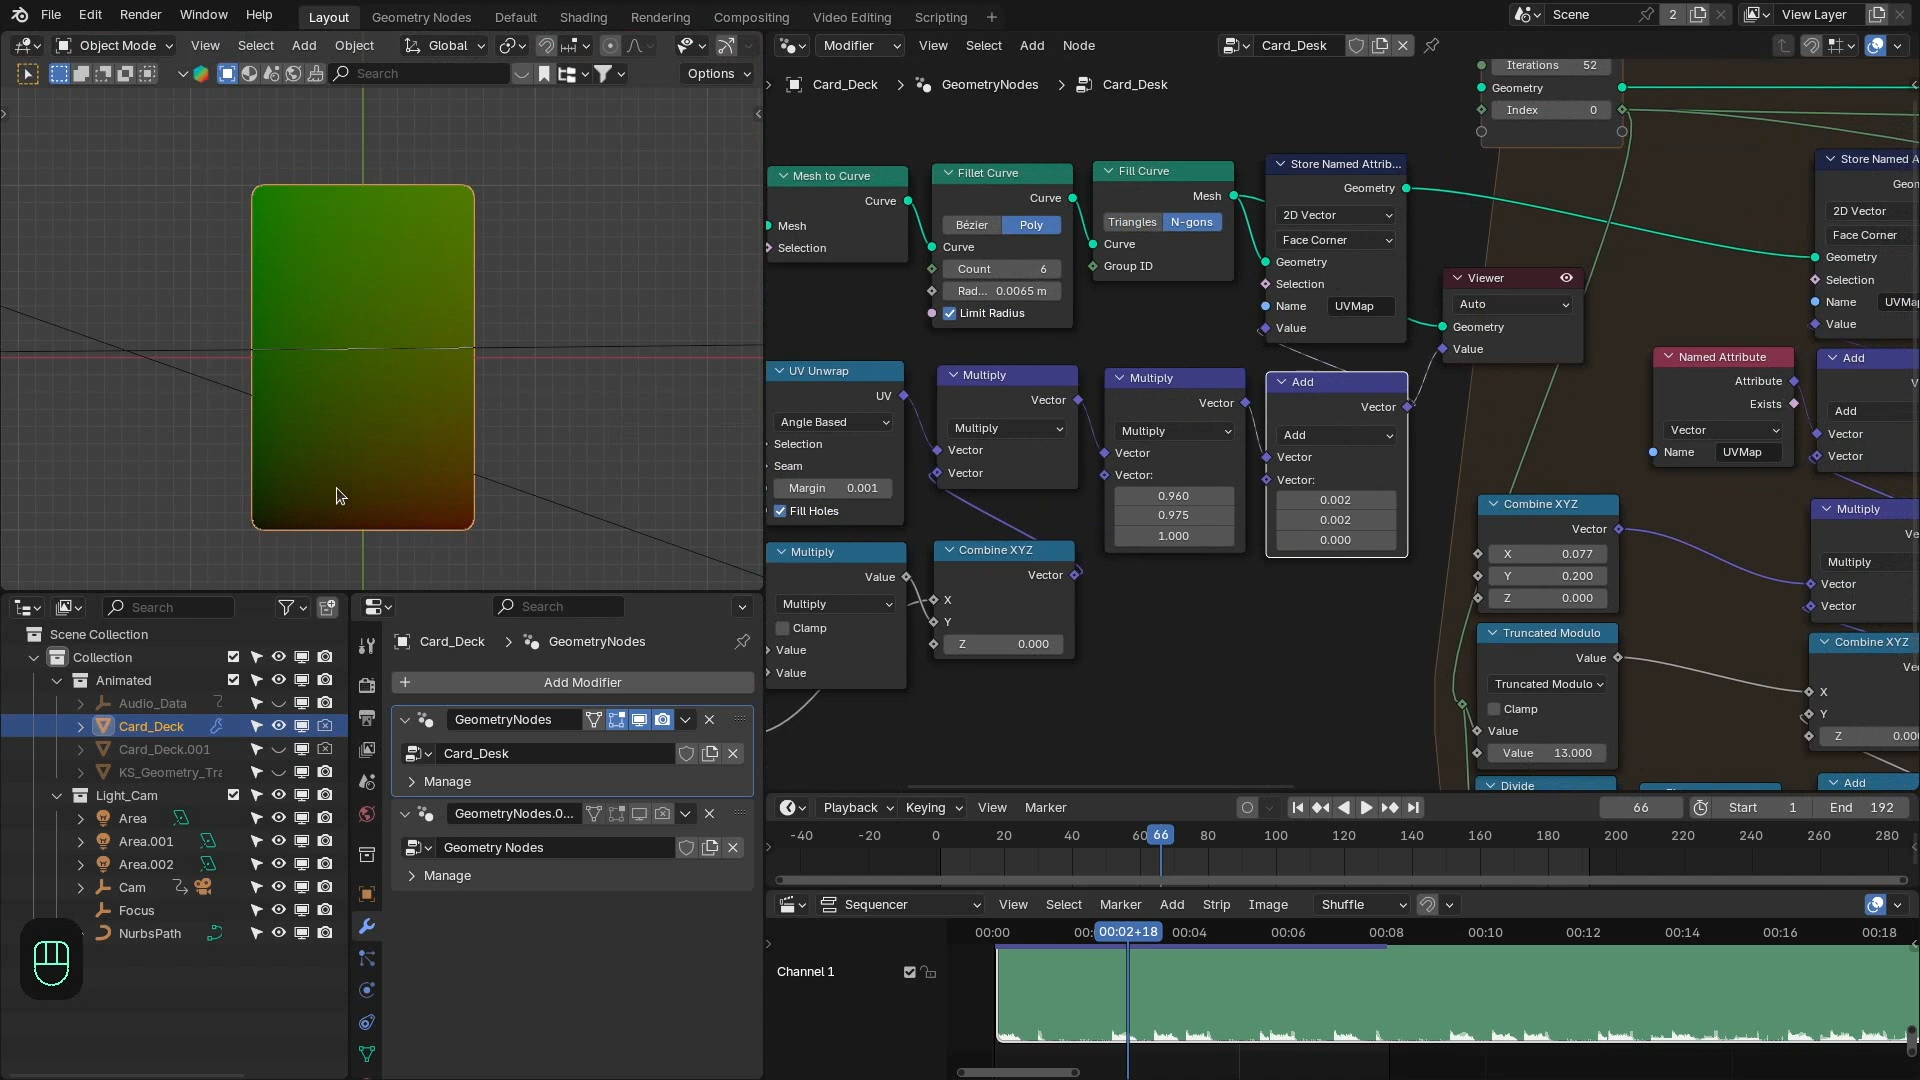 File Edit Render Window Help
Layout Geometry Nodes Default Shading Rendering Compositing Video Editing Scripting
Scene 2 View Layer
Object Mode View Select Add Object Global
Search Options
Modifier View Select Add Node Card_Desk
Card_Deck > GeometryNodes > Card_Desk
Iterations 52
Geometry
Index 0
Mesh to Curve
Curve
Mesh
Selection
Fillet Curve
Curve
Bézier Poly
Curve
Count 6
Rad... 0.0065 m
Limit Radius
Fill Curve
Mesh
Triangles N-gons
Curve
Group ID
Store Named Attrib...
Geometry
2D Vector
Face Corner
Geometry
Selection
Name UVMap
Value
Viewer
Auto
Geometry
Value
Store Named A
Geon
2D Vector
Face Corner
Geometry
Selection
Name UVMa
Value
UV Unwrap
UV
Angle Based
Selection
Seam
Margin 0.001
Fill Holes
Multiply
Vector
Multiply
Vector
Vector
Multiply
Vector
Multiply
Vector
Vector:
0.960
0.975
1.000
Add
Vector
Add
Vector
Vector:
0.002
0.002
0.000
Named Attribute
Attribute
Exists
Vector
Name UVMap
Add
V
Add
Vector
Vector
Multiply
Value
Multiply
Clamp
Value
Value
Combine XYZ
Vector
X
Y
Z 0.000
Combine XYZ
Vector
X 0.077
Y 0.200
Z 0.000
Multiply
Ve
Multiply
Vector
Vector
Truncated Modulo
Value
Truncated Modulo
Clamp
Value
Value 13.000
Combine XYZ
Ve
X
Y
Z 0.00
Divide
Add
Search
Scene Collection
Collection
Animated
Audio_Data
Card_Deck
Card_Deck.001
KS_Geometry_Tra
Light_Cam
Area
Area.001
Area.002
Cam
Focus
NurbsPath
Search
Card_Deck > GeometryNodes
Add Modifier
GeometryNodes
Card_Desk
Manage
GeometryNodes.0...
Geometry Nodes
Manage
Playback Keying View Marker 66 Start 1 End 192
-40 -20 0 20 40 60 66 80 100 120 140 160 180 200 220 240 260 280
Sequencer View Select Marker Add Strip Image Shuffle
00:00 00: 00:02+18 00:04 00:06 00:08 00:10 00:12 00:14 00:16 00:18
Channel 1